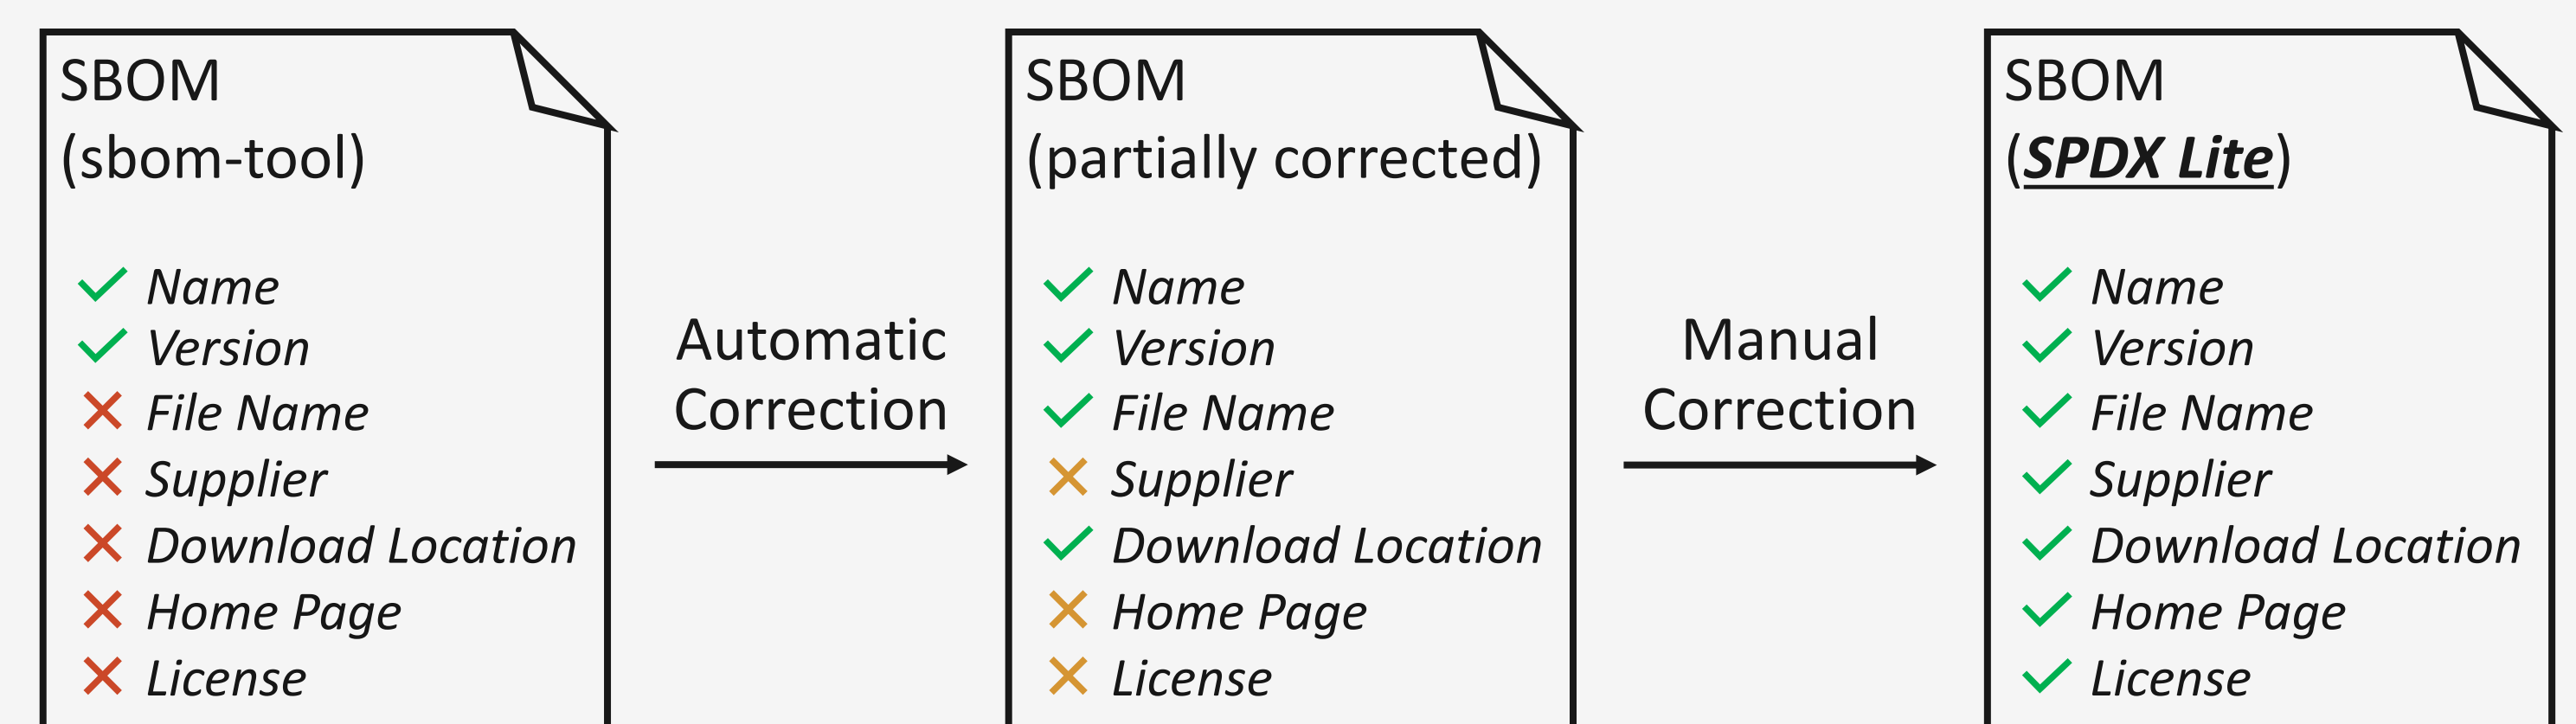 SBOM
(sbom-tool)
Name
Version
File Name
Supplier
Download Location
Home Page
License
Automatic
Correction
SBOM
(partially corrected)
Name
Version
File Name
Supplier
Download Location
Home Page
License
Manual
Correction
SBOM
(SPDX Lite)
Name
Version
File Name
Supplier
Download Location
Home Page
License